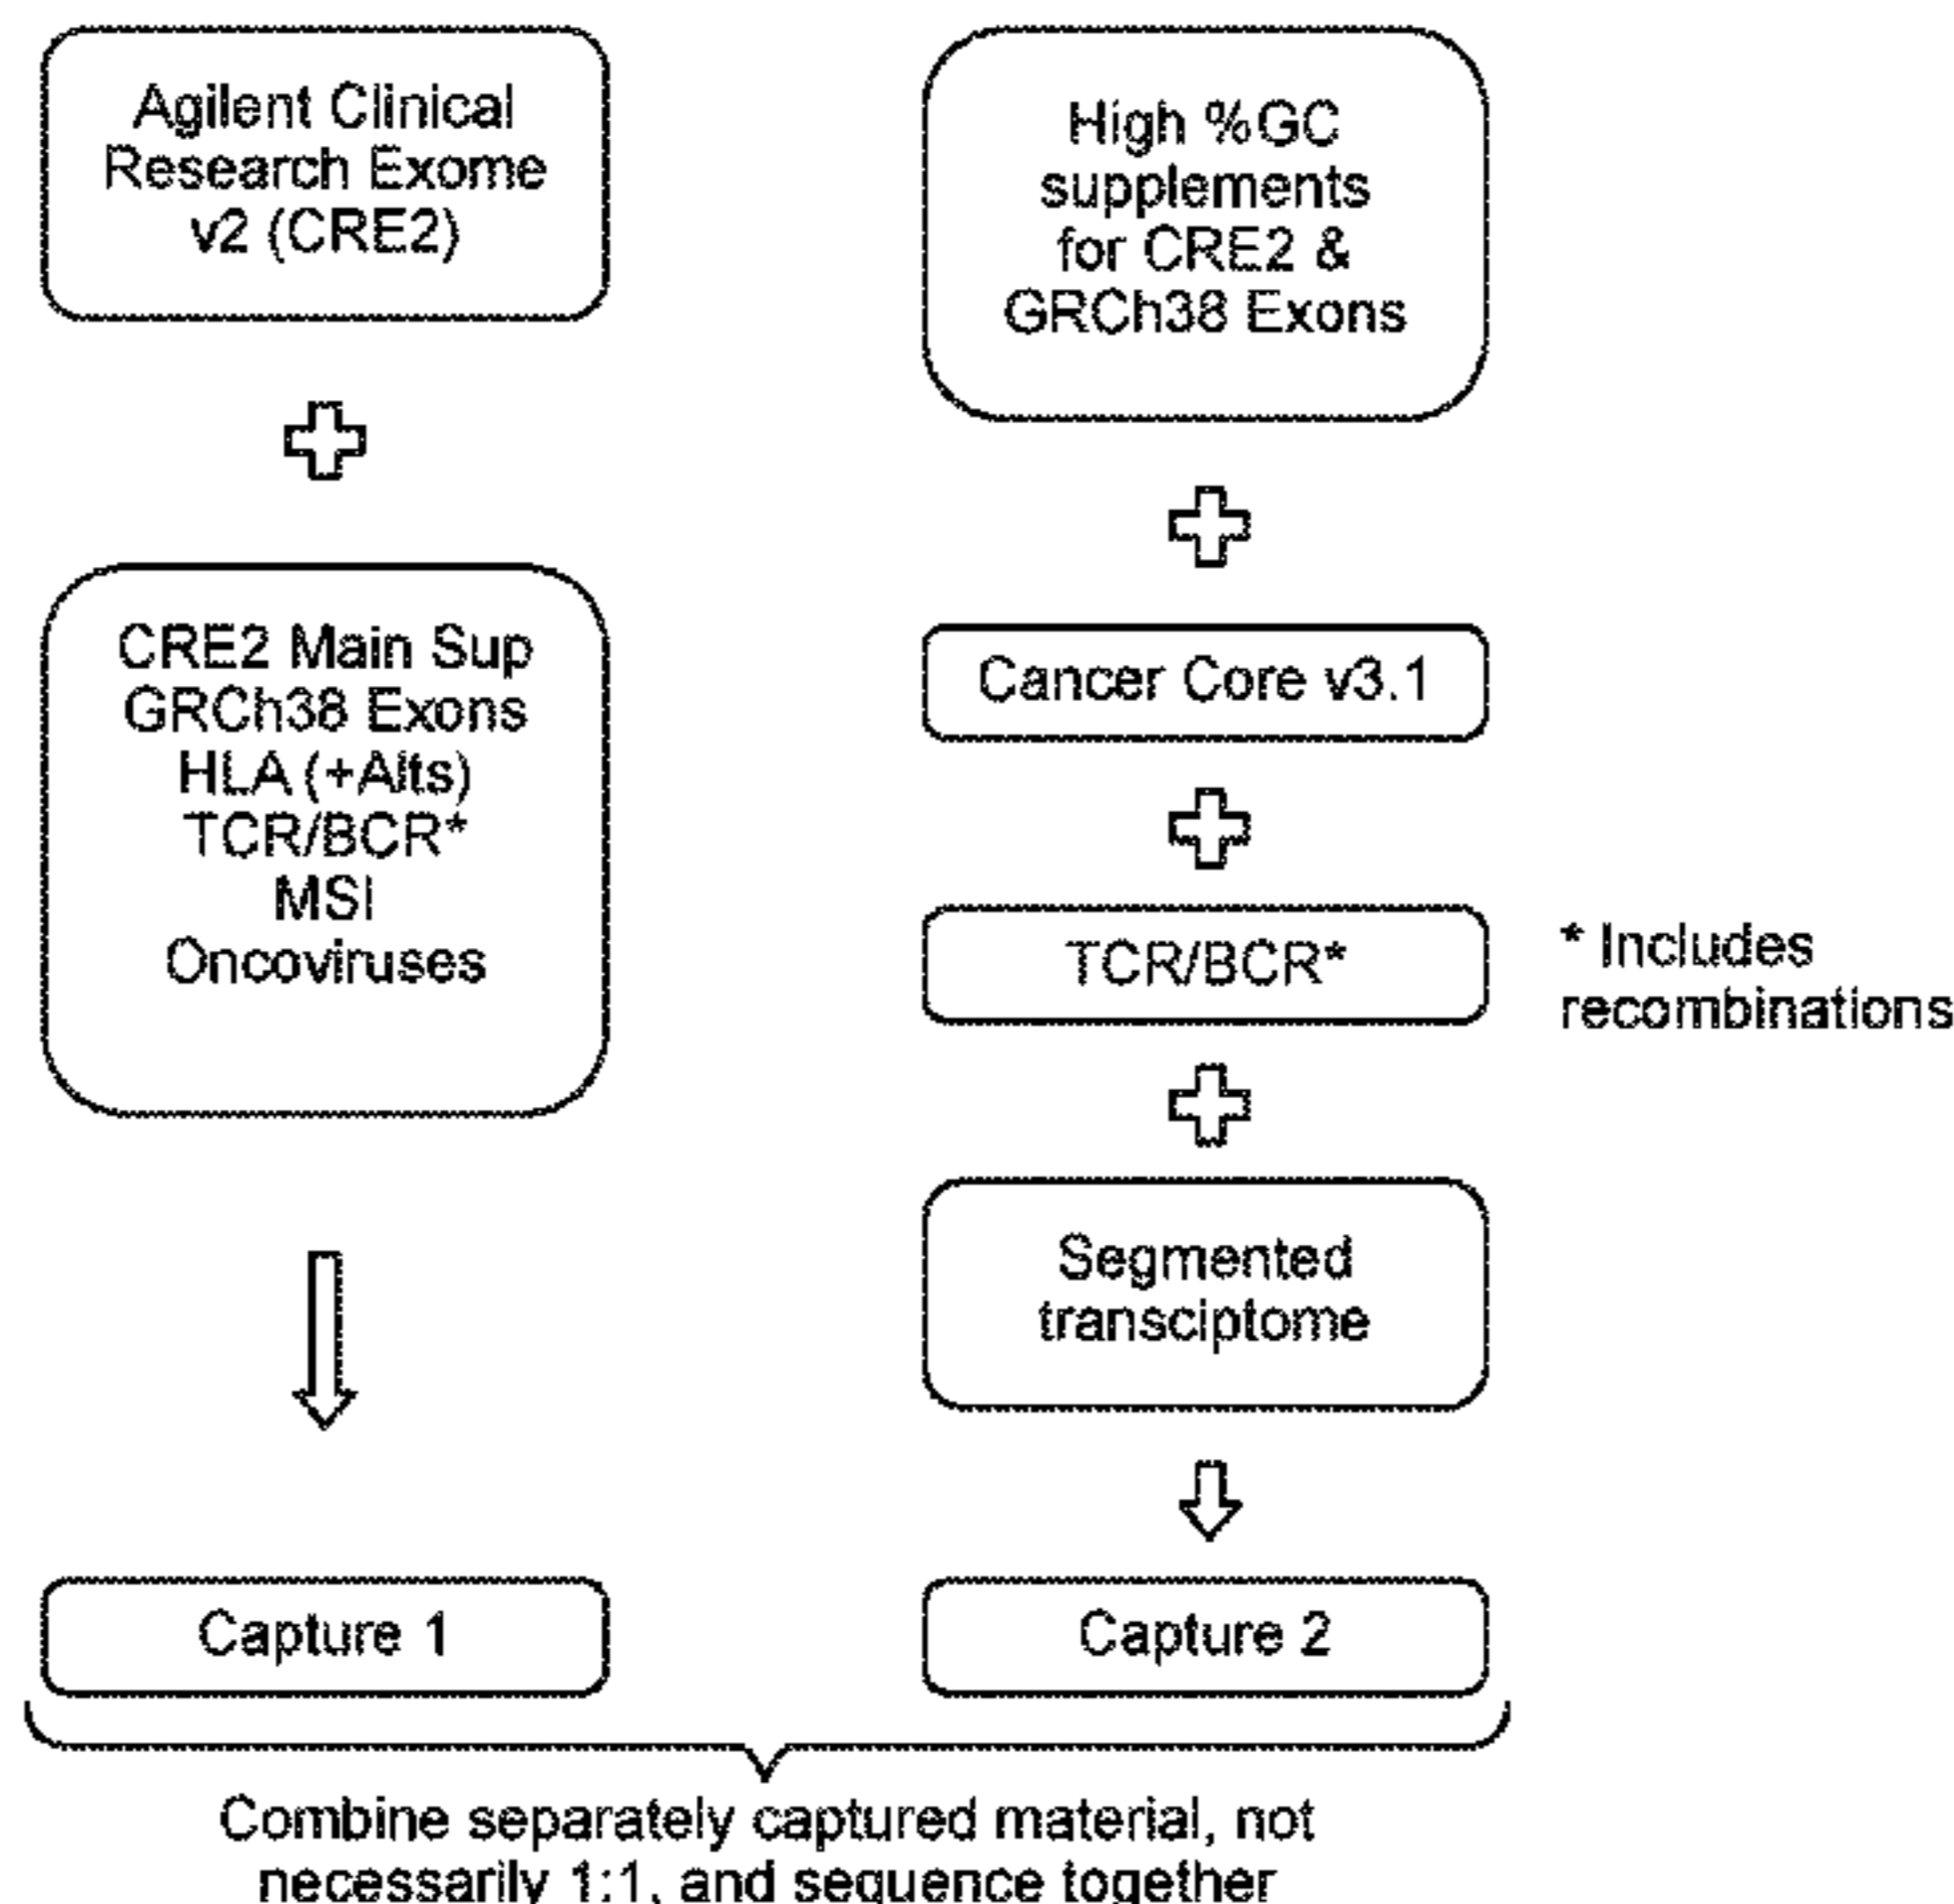 Agilent Clinical
Research Exome
v2 (CRE2)
CRE2 Main Sup
GRCh38 Exons
HLA (+Alts)
TCR/BCR*
MSI
Oncoviruses
Capture 1
High %GC
supplements
for CRE2 &
GRCh38 Exons
Cancer Core v3.1
TCR/BCR*
* Includes
recombinations
Segmented
transciptome
Capture 2
Combine separately captured material, not
necessarily 1:1, and sequence together